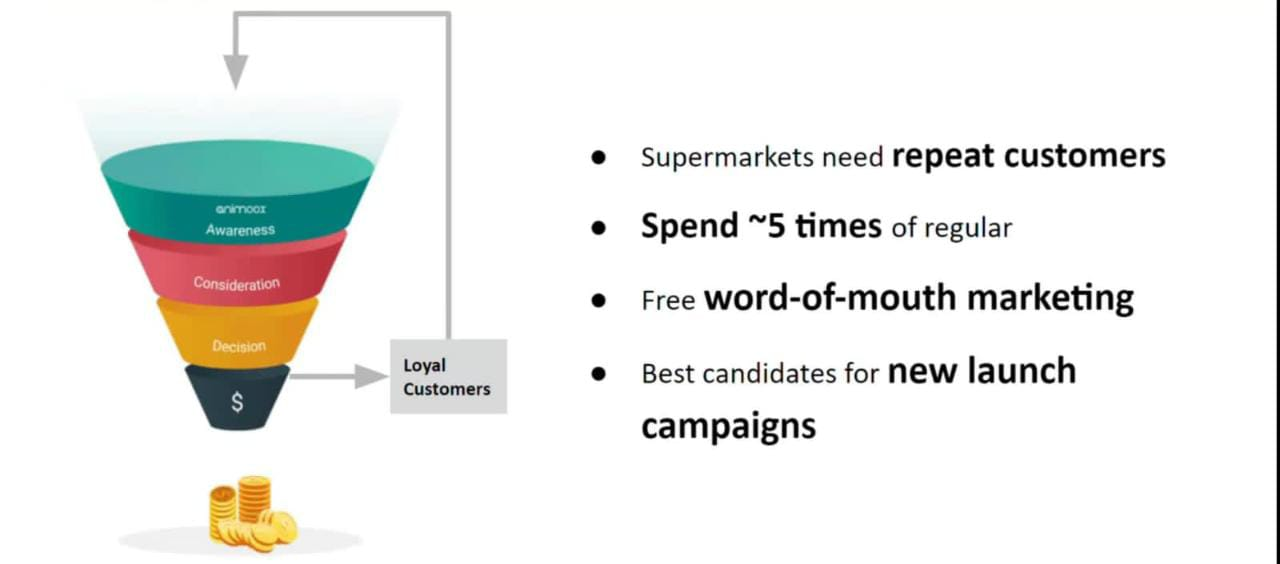 animoox
Awareness
Consideration
Decision
$
Loyal
Customers
● Supermarkets need repeat customers
● Spend ~5 times of regular
● Free word-of-mouth marketing
● Best candidates for new launch
campaigns